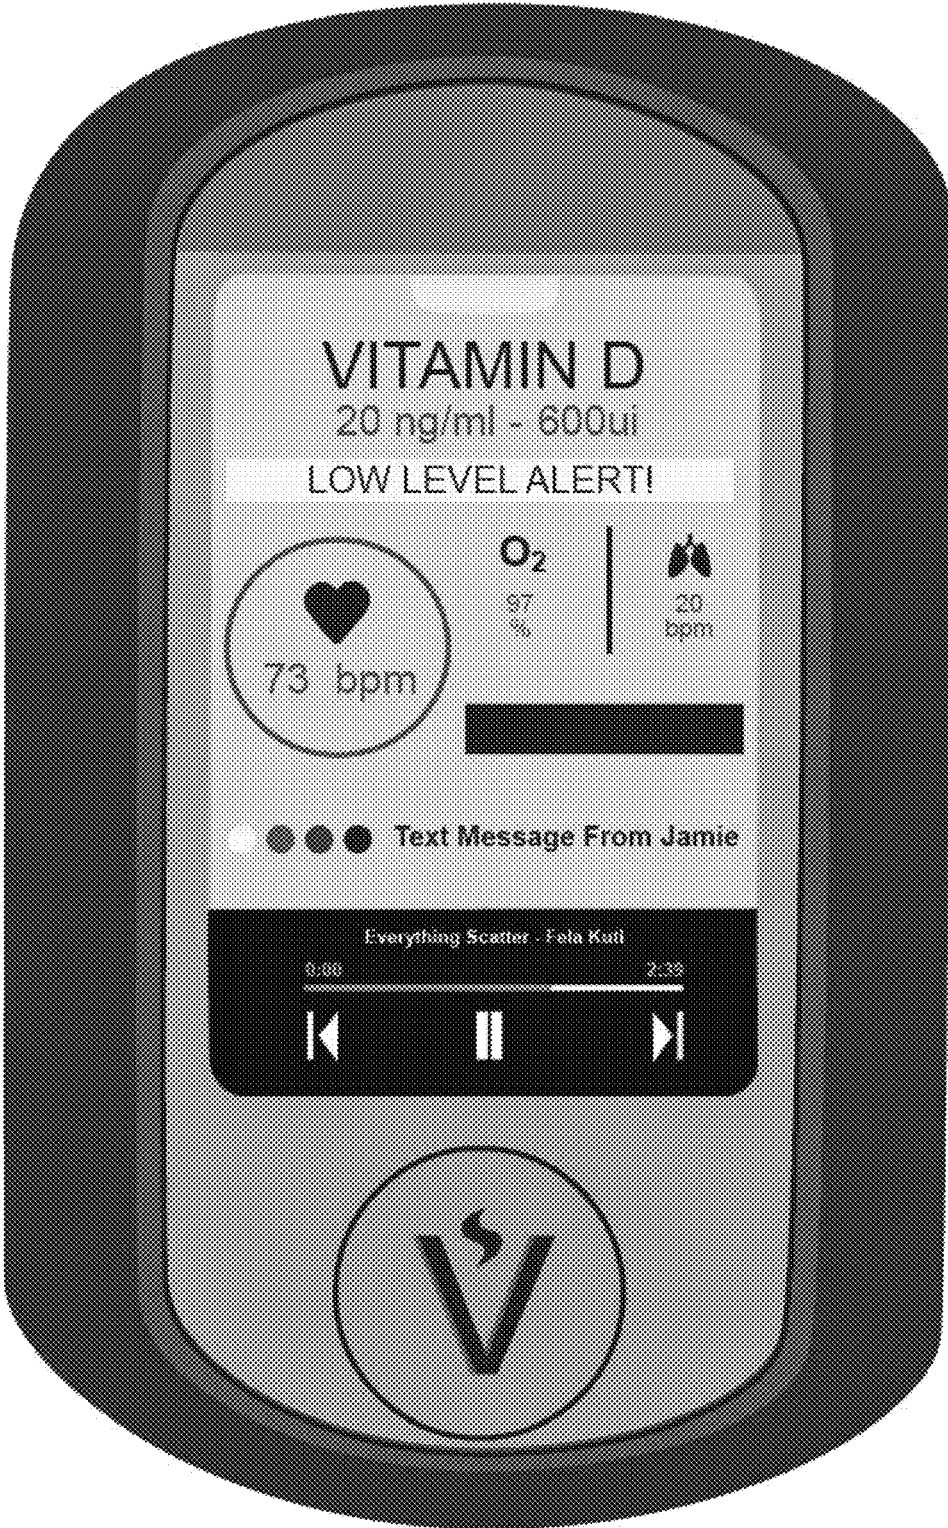 VITAMIN D
20 ng/ml - 600ui
LOW LEVEL ALERT!
O2
97
%
20
bpm
73 bpm
Text Message From Jamie
Everything Scatter - Fela Kuti
0:00 2:39
V